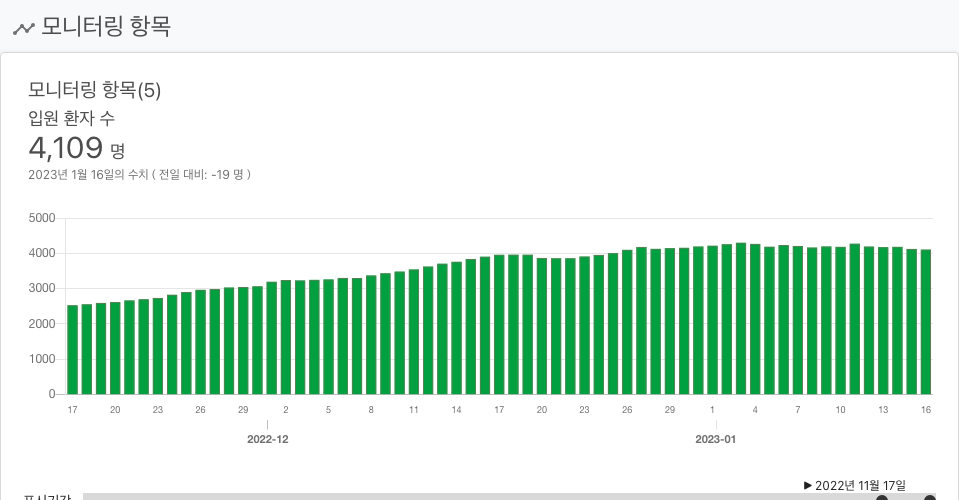 모니터링 항목
모니터링 항목(5)
입원 환자 수
4,109 명
2023년 1월 16일의 수치 ( 전일 대비: -19 명 )
5000
4000
3000
2000
1000
0
17 20 23 26 29 2 5 8 11 14 17 20 23 26 29 1 4 7 10 13 16
2022-12 2023-01
▶ 2022년 11월 17일
표시기간